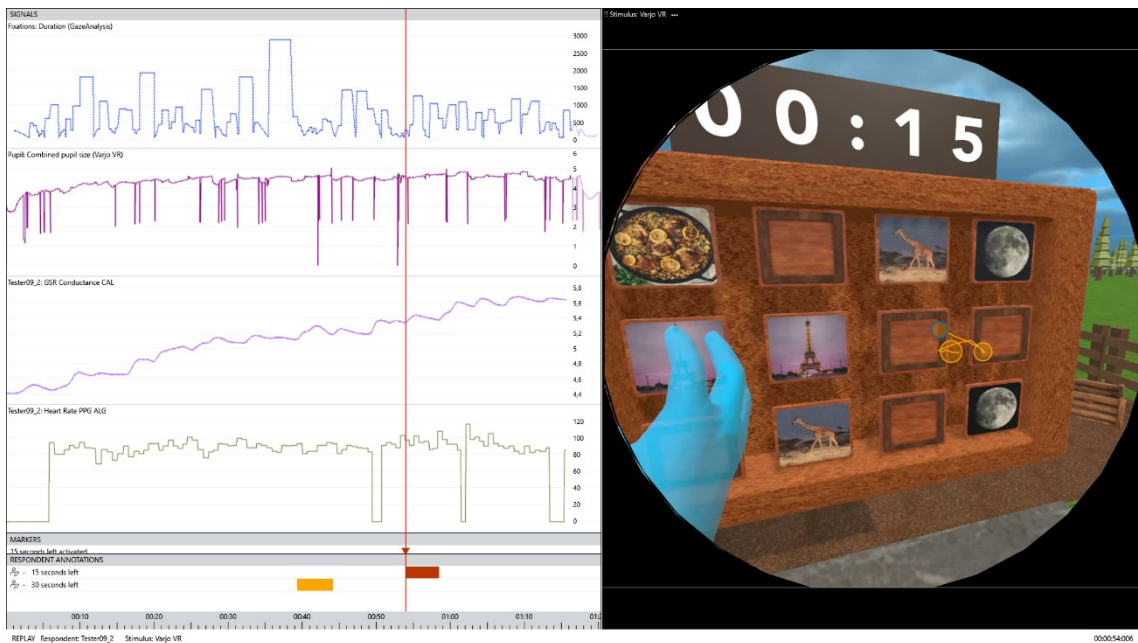 SIGNALS
Fixations: Duration (GazeAnalysis)
3000
2500
2000
1500
1000
500
0
Pupil: Combined pupil size (Varjo VR)
6
5
4
3
2
1
0
Tester09_2: GSR Conductance CAL
5,8
5,6
5,4
5,2
5
4,8
4,6
4,4
Tester09_2: Heart Rate PPG ALG
120
100
80
60
40
20
0
MARKERS
15 seconds left activated
RESPONDENT ANNOTATIONS
- 15 seconds left
- 30 seconds left
00:10 00:20 00:30 00:40 00:50 01:00 01:10
REPLAY Respondent: Tester09_2 Stimulus: Varjo VR
Stimulus: Varjo VR •••
00:15
00:00:54:006